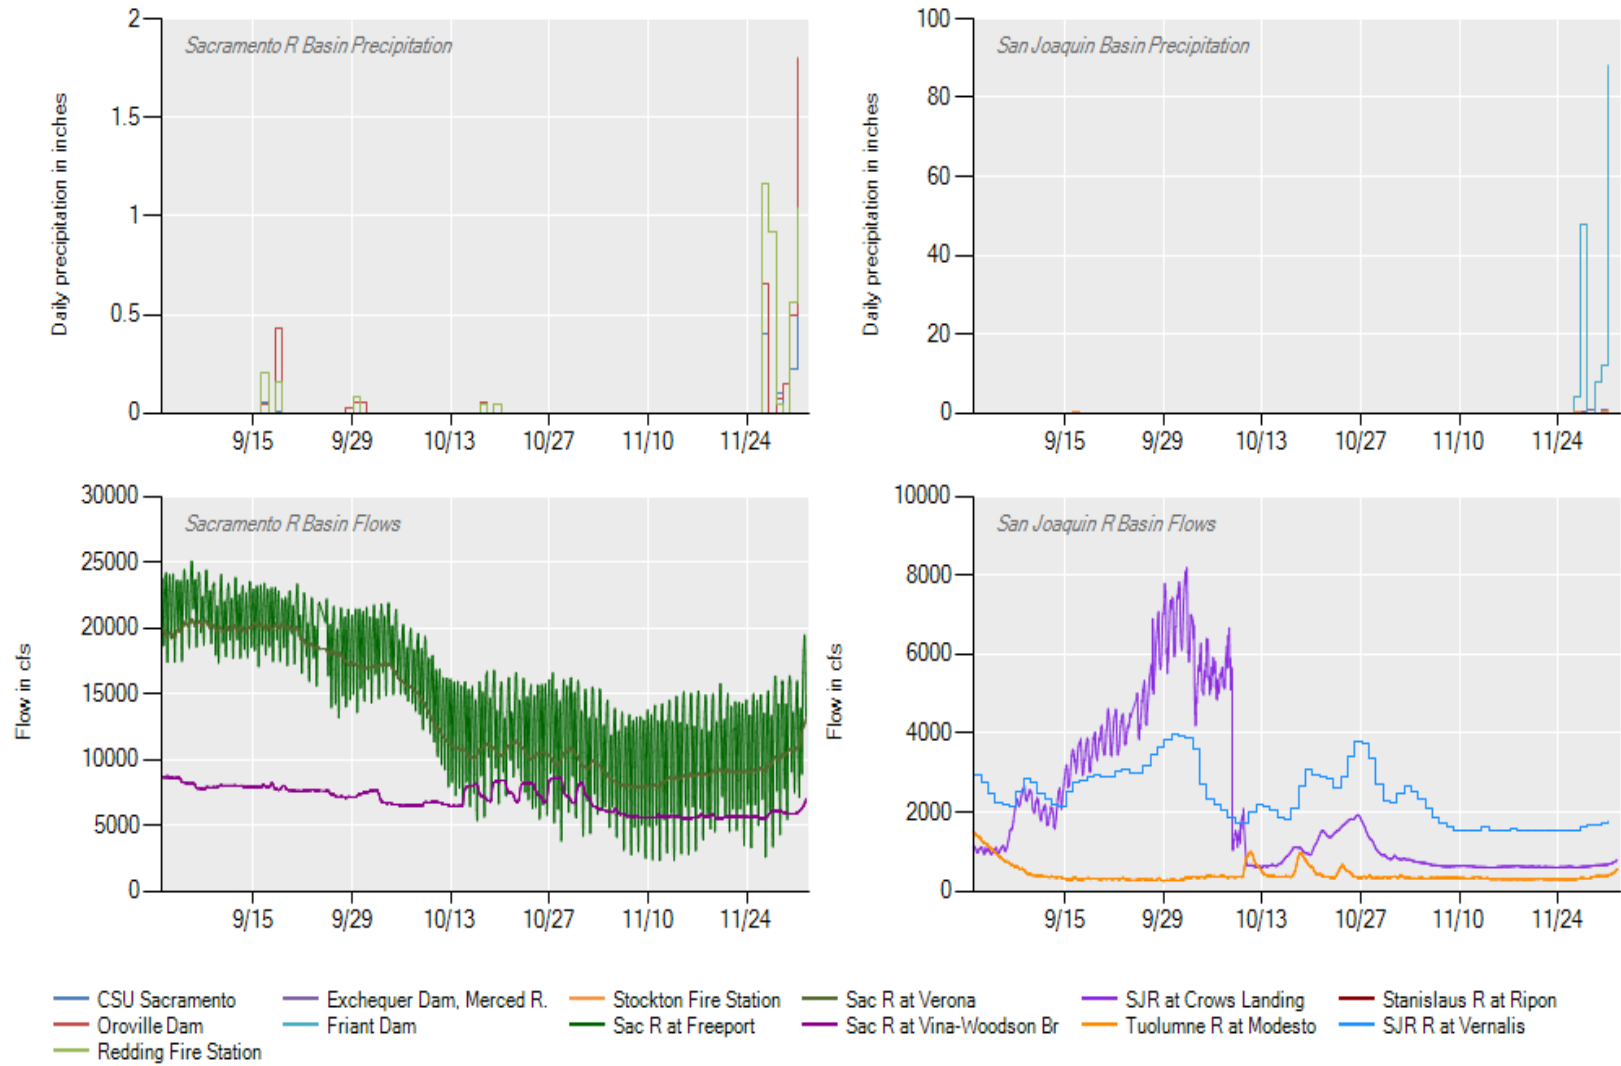 Sacramento R Basin Precipitation
Daily precipitation in inches
2
1.5
1
0.5
0
9/15 9/29 10/13 10/27 11/10 11/24
San Joaquin Basin Precipitation
Daily precipitation in inches
100
80
60
40
20
0
9/15 9/29 10/13 10/27 11/10 11/24
Sacramento R Basin Flows
Flow in cfs
30000
25000
20000
15000
10000
5000
0
9/15 9/29 10/13 10/27 11/10 11/24
San Joaquin R Basin Flows
Flow in cfs
10000
8000
6000
4000
2000
0
9/15 9/29 10/13 10/27 11/10 11/24
CSU Sacramento Exchequer Dam, Merced R. Stockton Fire Station Sac R at Verona SJR at Crows Landing Stanislaus R at Ripon
Oroville Dam Friant Dam Sac R at Freeport Sac R at Vina-Woodson Br Tuolumne R at Modesto SJR R at Vernalis
Redding Fire Station